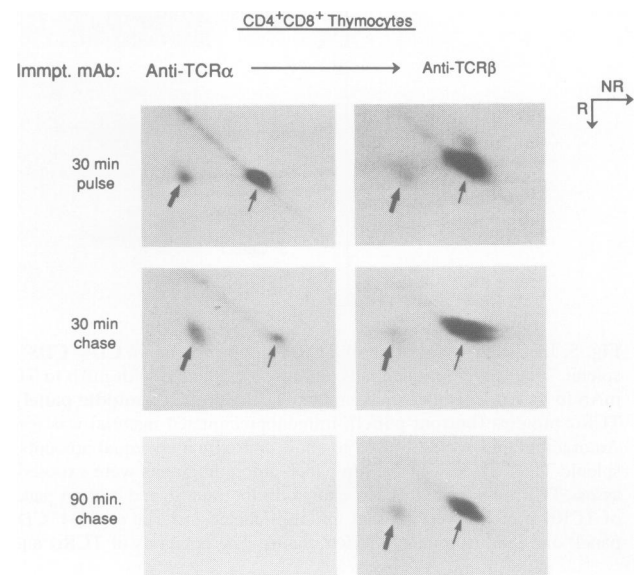 CD4+CD8+ Thymocytes
Immpt. mAb: Anti-TCRα Anti-TCRβ
NR
R
30 min
pulse
30 min
chase
90 min.
chase